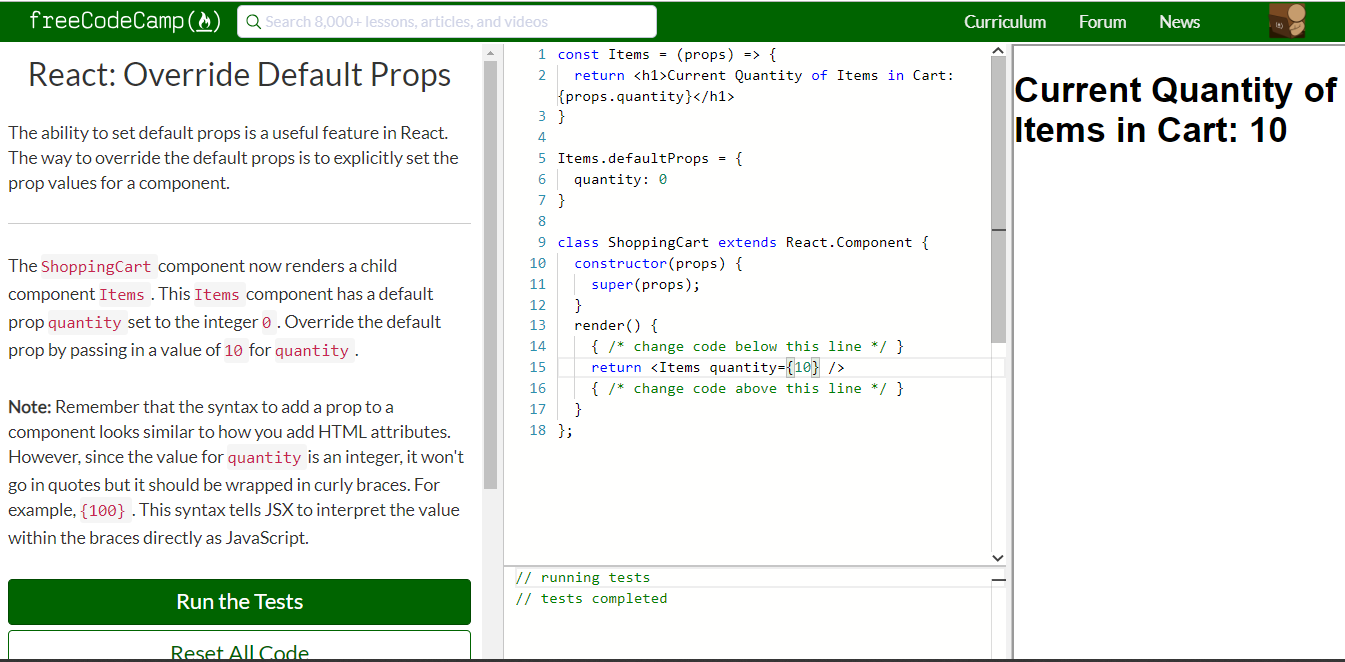 freeCodeCamp
Search 8,000+ lessons, articles, and videos
Curriculum Forum News
React: Override Default Props
The ability to set default props is a useful feature in React.
The way to override the default props is to explicitly set the
prop values for a component.
The ShoppingCart component now renders a child
component Items . This Items component has a default
prop quantity set to the integer 0 . Override the default
prop by passing in a value of 10 for quantity .
Note: Remember that the syntax to add a prop to a
component looks similar to how you add HTML attributes.
However, since the value for quantity is an integer, it won't
go in quotes but it should be wrapped in curly braces. For
example, {100} . This syntax tells JSX to interpret the value
within the braces directly as JavaScript.
Run the Tests
Reset All Code
1 const Items = (props) => {
2 return <h1>Current Quantity of Items in Cart:
{props.quantity}</h1>
3 }
4
5 Items.defaultProps = {
6 quantity: 0
7 }
8
9 class ShoppingCart extends React.Component {
10 constructor(props) {
11 super(props);
12 }
13 render() {
14 { /* change code below this line */ }
15 return <Items quantity={10} />
16 { /* change code above this line */ }
17 }
18 };
// running tests
// tests completed
Current Quantity of
Items in Cart: 10